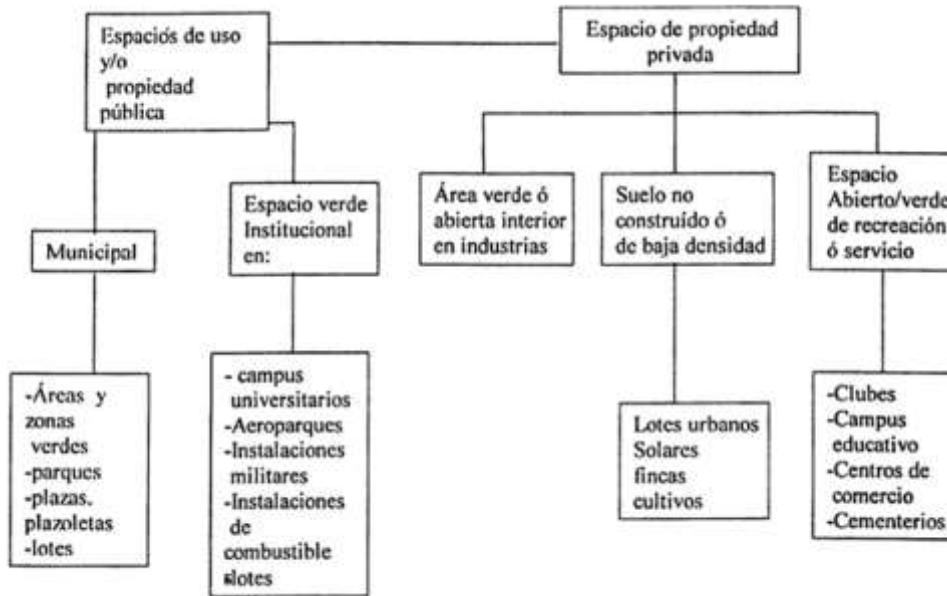 Espaciós de uso
y/o
propiedad
pública
Espacio de propiedad
privada
Municipal
Espacio verde
Institucional
en:
Área verde ó
abierta interior
en industrias
Suelo no
construído ó
de baja densidad
Espacio
Abierto/verde
de recreación
ó servicio
-Áreas y
zonas
verdes
-parques
-plazas.
plazoletas
-lotes
- campus
universitarios
-Aeroparques
-Instalaciones
militares
-Instalaciones
de
combustible
slotes
Lotes urbanos
Solares
fincas
cultivos
-Clubes
-Campus
educativo
-Centros de
comercio
-Cementerios